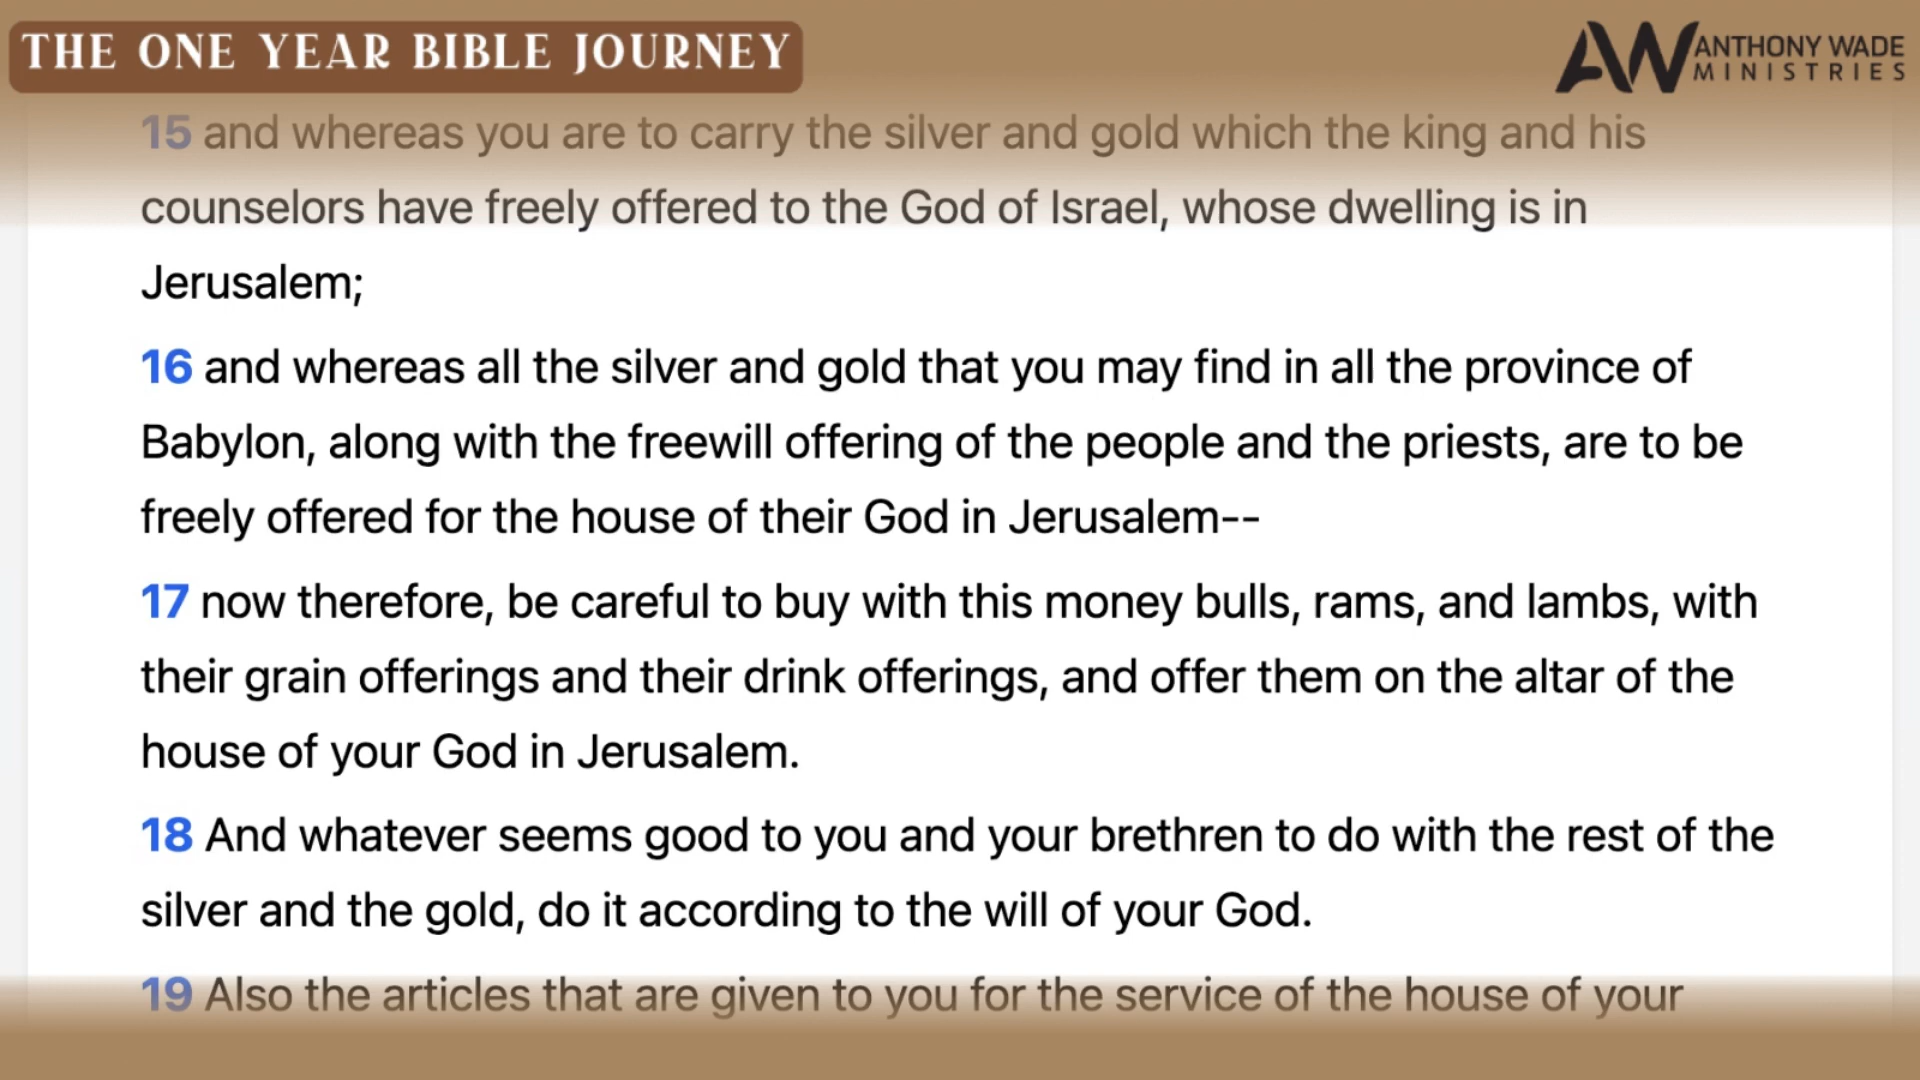 THE ONE YEAR BIBLE JOURNEY
AW ANTHONY WADE
MINISTRIES
15 and whereas you are to carry the silver and gold which the king and his
counselors have freely offered to the God of Israel, whose dwelling is in
Jerusalem;
16 and whereas all the silver and gold that you may find in all the province of
Babylon, along with the freewill offering of the people and the priests, are to be
freely offered for the house of their God in Jerusalem--
17 now therefore, be careful to buy with this money bulls, rams, and lambs, with
their grain offerings and their drink offerings, and offer them on the altar of the
house of your God in Jerusalem.
18 And whatever seems good to you and your brethren to do with the rest of the
silver and the gold, do it according to the will of your God.
19 Also the articles that are given to you for the service of the house of your